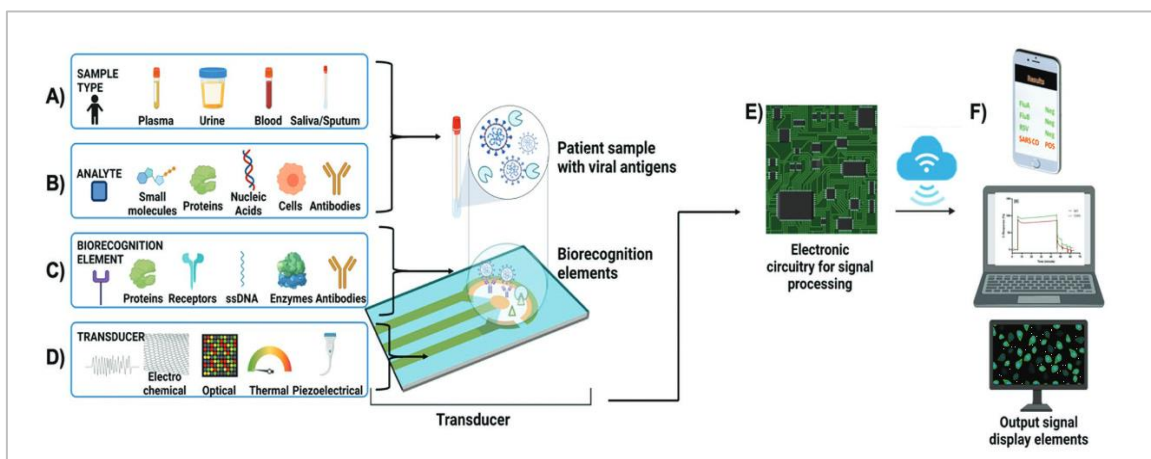 A)
SAMPLE
TYPE
Plasma
Urine
Blood
Saliva/Sputum
B)
ANALYTE
Small
molecules
Proteins
Nucleic
Acids
Cells
Antibodies
C)
BIORECOGNITION
ELEMENT
Proteins
Receptors
ssDNA
Enzymes
Antibodies
D)
TRANSDUCER
Electro
chemical
Optical
Thermal
Piezoelectrical
Patient sample
with viral antigens
Biorecognition
elements
Transducer
E)
Electronic
circuitry for signal
processing
F)
Results
FluA Neg
FluB Neg
RSV Neg
SARS-CO POS
Output signal
display elements